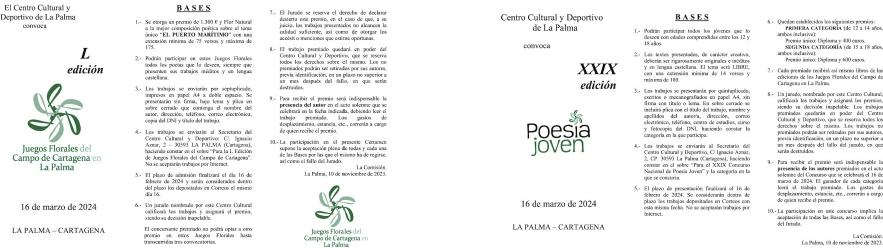 El Centro Cultural y
Deportivo de La Palma
convoca
L
edición
Juegos Florales del
Campo de Cartagena en
La Palma
16 de marzo de 2024
LA PALMA – CARTAGENA
B A S E S
1.- Se otorga un premio de 1.300 € y Flor Natural
a la mejor composición poética sobre el tema
único "EL PUERTO MARÍTIMO" con una
extensión mínima de 75 versos y máxima de
175.
2.- Podrán participar en estos Juegos Florales
todos los poetas que lo deseen, siempre que
presenten sus trabajos inéditos y en lengua
castellana.
3.- Los trabajos se enviarán por septuplicado,
impresos en papel A4 a doble espacio. Se
presentarán sin firma, bajo lema y plica en
sobre cerrado que contenga el nombre del
autor, dirección, teléfono, correo electrónico,
copia del DNI y título del trabajo.
4.- Los trabajos se enviarán al Secretario del
Centro Cultural y Deportivo, C/ Ignacio
Aznar, 2 – 30593 LA PALMA (CARTAGENA),
haciendo constar en el sobre "Para la L Edición
de Juegos Florales del Campo de Cartagena".
No se aceptarán trabajos por Internet.
5.- El plazo de admisión finalizará el día 16 de
febrero de 2024 y serán considerados dentro
del plazo los depositados en Correos el mismo
día 16.
6.- Un jurado nombrado por este Centro Cultural
calificará los trabajos y asignará el premio,
siendo su decisión inapelable.
El concursante premiado no podrá optar a otro
premio en estos Juegos Florales hasta
transcurridas tres convocatorias.
7.- El Jurado se reserva el derecho de declarar
desierto este premio, en el caso de que, a su
juicio, los trabajos presentados no alcanzan la
calidad suficiente, así como de otorgar los
accésit o menciones que estime oportunas.
8.- El trabajo premiado quedará en poder del
Centro Cultural y Deportivo, que se reserva
todos los derechos sobre el mismo. Los no
premiados podrán ser retirados por sus autores,
previa identificación, en un plazo no superior a
un mes después del fallo, en que serán
destruidos.
9.- Para recibir el premio será indispensable la
presencia del autor en el acto solemne que se
celebrará en la fecha indicada, debiendo leer el
trabajo premiado. Los gastos de
desplazamiento, estancia, etc., correrán a cargo
de quien recibe el premio.
10.- La participación en el presente Certamen
supone la aceptación plena de todas y cada una
de las Bases por las que el mismo ha de regirse,
así como el fallo del Jurado.
La Comisión.
La Palma, 10 de noviembre de 2023.
Juegos Florales del
Campo de Cartagena en
La Palma
Centro Cultural y Deportivo
de La Palma
convoca
XXIX
edición
Poesía
joven
16 de marzo de 2024
LA PALMA – CARTAGENA
B A S E S
1.- Podrán participar todos los jóvenes que lo
deseen con edades comprendidas entre los 12 y
18 años.
2.- Los textos presentados, de carácter creativo,
deberán ser rigurosamente originales e inéditos
y en lengua castellana. El tema será LIBRE,
con una extensión mínima de 14 versos y
máxima de 100.
3.- Los trabajos se presentarán por quintuplicado,
escritos o mecanografiados en papel A4, sin
firma con título o lema. En sobre cerrado se
incluirá plica con el título del trabajo, nombre y
apellidos del autor/a, dirección, correo
electrónico, teléfono, centro de estudios, curso
y fotocopia del DNI, haciendo constar la
categoría en la que participa.
4.- Los trabajos se enviarán al Secretario del
Centro Cultural y Deportivo, C/ Ignacio Aznar,
2, CP. 30593 La Palma (Cartagena), haciendo
constar en el sobre "Para el XXIX Concurso
Nacional de Poesía Joven" y la categoría en la
que se concursa.
5.- El plazo de presentación finalizará el 16 de
febrero de 2024. Se considerarán dentro de
plazo los trabajos depositados en Correos con
esta misma fecha. No se aceptarán trabajos por
Internet.
6.- Quedan establecidos los siguientes premios:
PRIMERA CATEGORÍA (de 12 a 14 años,
ambos inclusive):
Premio único: Diploma y 400 euros.
SEGUNDA CATEGORÍA (de 15 a 18 años,
ambos inclusive):
Premio único: Diploma y 600 euros.
7.- Cada premiado recibirá así mismo libro de las
ediciones de los Juegos Florales del Campo de
Cartagena en La Palma.
8.- Un jurado, nombrado por este Centro Cultural,
calificará los trabajos y asignará los premios,
siendo su decisión inapelable. Los trabajos
premiados quedarán en poder del Centro
Cultural y Deportivo, que se reserva todos los
derechos sobre el mismo. Los trabajos no
premiados podrán ser retirados por sus autores,
previa identificación, en un plazo no superior a
un mes después del fallo del jurado, en que
serán destruidos.
9.- Para recibir el premio será indispensable la
presencia de los autores premiados en el acto
solemne del Concurso que se celebrará el 16 de
marzo de 2024. El ganador de cada categoría
leerá el trabajo premiado. Los gastos de
desplazamiento, estancia, etc., correrán a cargo
de quien recibe el premio.
10.- La participación en este concurso implica la
aceptación de todas las Bases, así como el fallo
del Jurado.
La Comisión.
La Palma, 10 de noviembre de 2023.